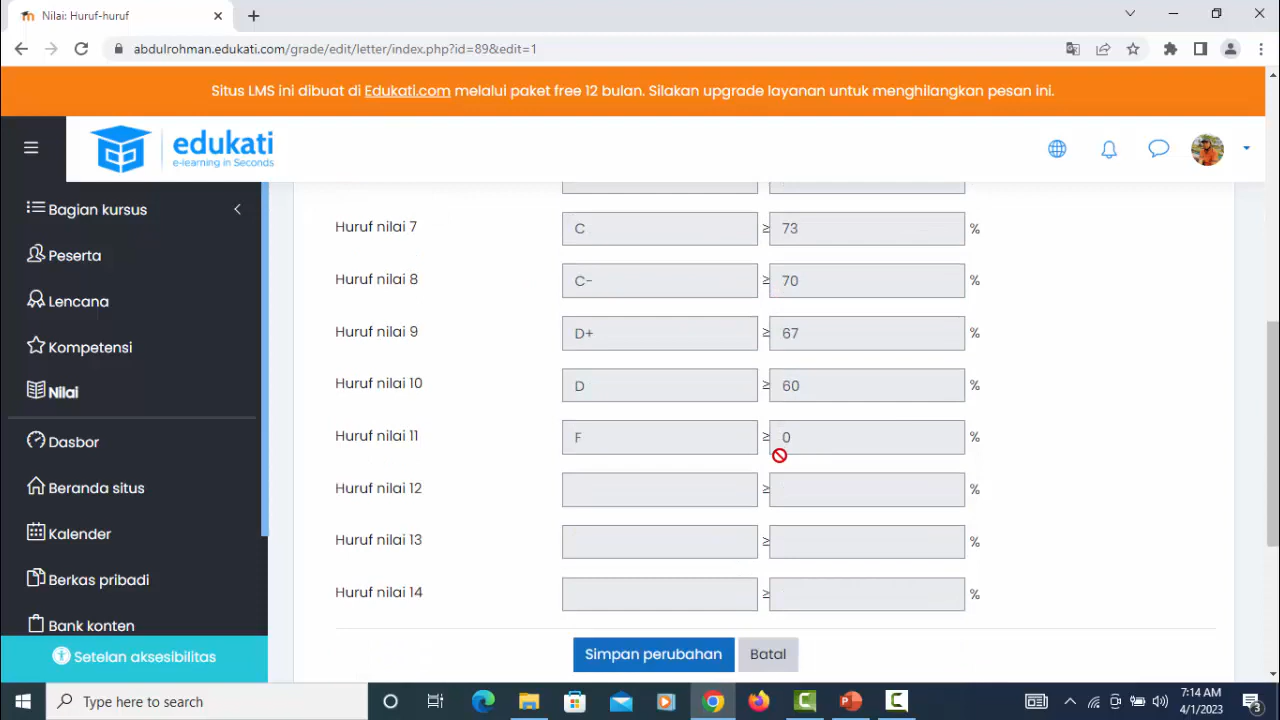 Nilai: Huruf-huruf
abdulrohman.edukati.com/grade/edit/letter/index.php?id=89&edit=1
Situs LMS ini dibuat di Edukati.com melalui paket free 12 bulan. Silakan upgrade layanan untuk menghilangkan pesan ini.
edukati
e-learning in Seconds
Bagian kursus
Peserta
Lencana
Kompetensi
Nilai
Dasbor
Beranda situs
Kalender
Berkas pribadi
Bank konten
Setelan aksesibilitas
Huruf nilai 7 C ≥ 73 %
Huruf nilai 8 C- ≥ 70 %
Huruf nilai 9 D+ ≥ 67 %
Huruf nilai 10 D ≥ 60 %
Huruf nilai 11 F ≥ 0 %
Huruf nilai 12 ≥ %
Huruf nilai 13 ≥ %
Huruf nilai 14 ≥ %
Simpan perubahan Batal
Type here to search
7:14 AM
4/1/2023
3